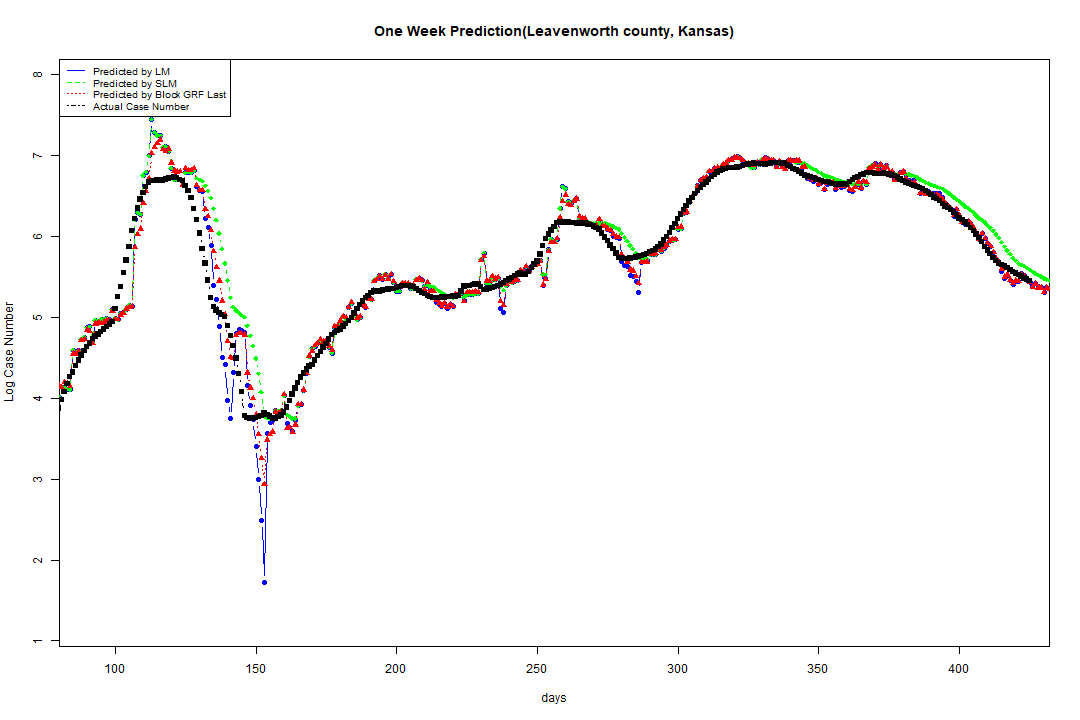 One Week Prediction(Leavenworth county, Kansas)
Predicted by LM
Predicted by SLM
Predicted by Block GRF Last
Actual Case Number
8
7
6
5
4
3
2
1
Log Case Number
100 150 200 250 300 350 400
days